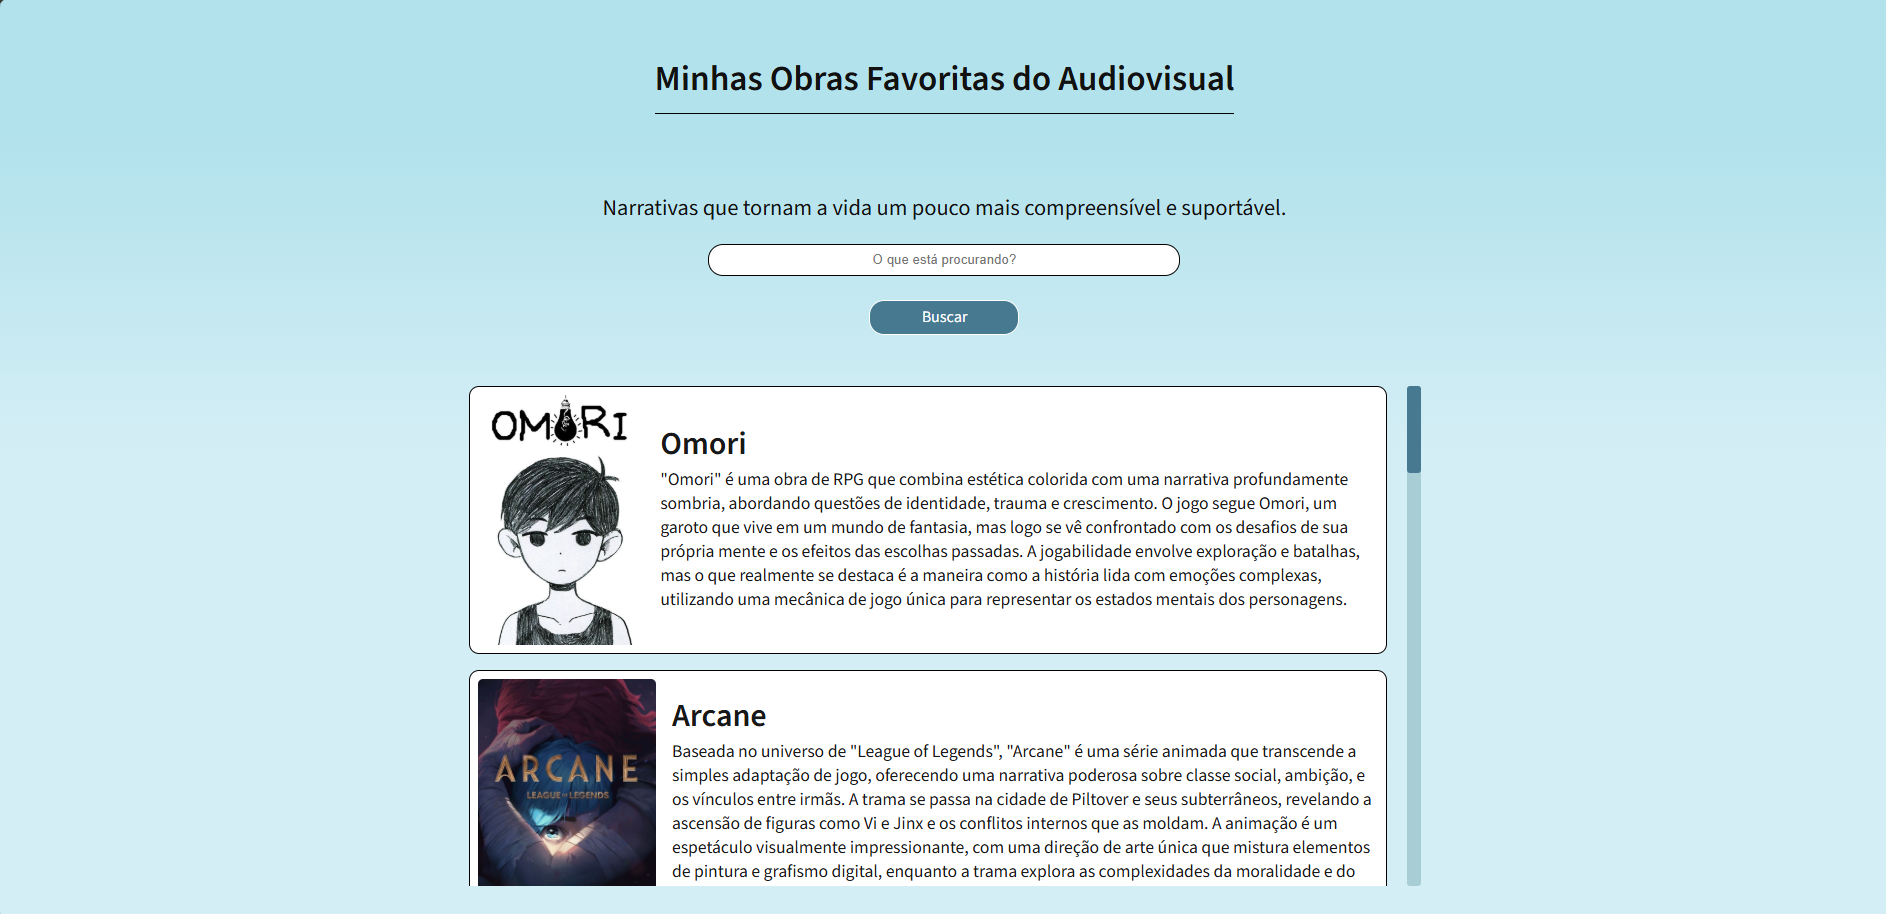 Minhas Obras Favoritas do Audiovisual
Narrativas que tornam a vida um pouco mais compreensível e suportável.
O que está procurando?
Buscar
OMORI
Omori
"Omori" é uma obra de RPG que combina estética colorida com uma narrativa profundamente
sombria, abordando questões de identidade, trauma e crescimento. O jogo segue Omori, um
garoto que vive em um mundo de fantasia, mas logo se vê confrontado com os desafios de sua
própria mente e os efeitos das escolhas passadas. A jogabilidade envolve exploração e batalhas,
mas o que realmente se destaca é a maneira como a história lida com emoções complexas,
utilizando uma mecânica de jogo única para representar os estados mentais dos personagens.
ARCANE
LEAGUE OF LEGENDS
Arcane
Baseada no universo de "League of Legends", "Arcane" é uma série animada que transcende a
simples adaptação de jogo, oferecendo uma narrativa poderosa sobre classe social, ambição, e
os vínculos entre irmãs. A trama se passa na cidade de Piltover e seus subterrâneos, revelando a
ascensão de figuras como Vi e Jinx e os conflitos internos que as moldam. A animação é um
espetáculo visualmente impressionante, com uma direção de arte única que mistura elementos
de pintura e grafismo digital, enquanto a trama explora as complexidades da moralidade e do